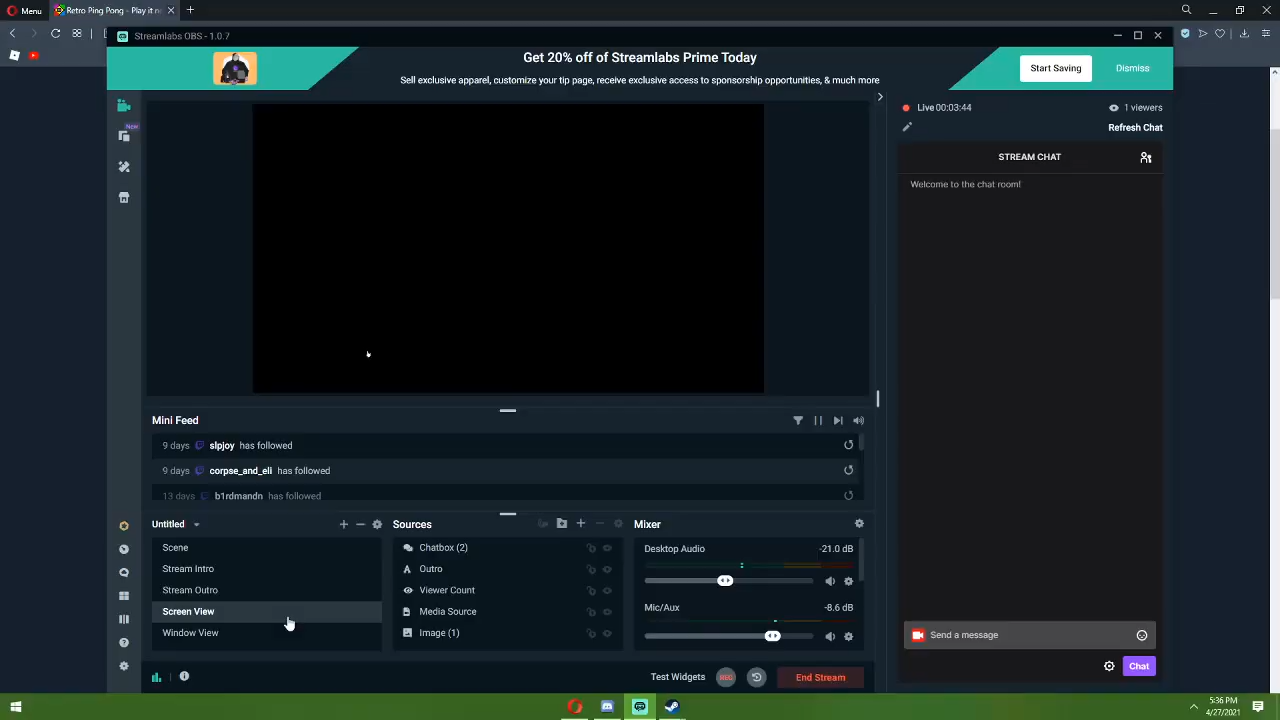 Menu
Retro Ping Pong - Play it n
Streamlabs OBS - 1.0.7
Get 20% off of Streamlabs Prime Today
Sell exclusive apparel, customize your tip page, receive exclusive access to sponsorship opportunities, & much more
Start Saving
Dismiss
New
Live 00:03:44
1 viewers
Refresh Chat
STREAM CHAT
Welcome to the chat room!
Mini Feed
9 days slpjoy has followed
9 days corpse_and_eli has followed
13 days b1rdmandn has followed
Untitled
Scene
Stream Intro
Stream Outro
Screen View
Window View
Sources
Chatbox (2)
Outro
Viewer Count
Media Source
Image (1)
Mixer
Desktop Audio -21.0 dB
Mic/Aux -8.6 dB
Send a message
Chat
Test Widgets
REC
End Stream
5:36 PM
4/27/2021